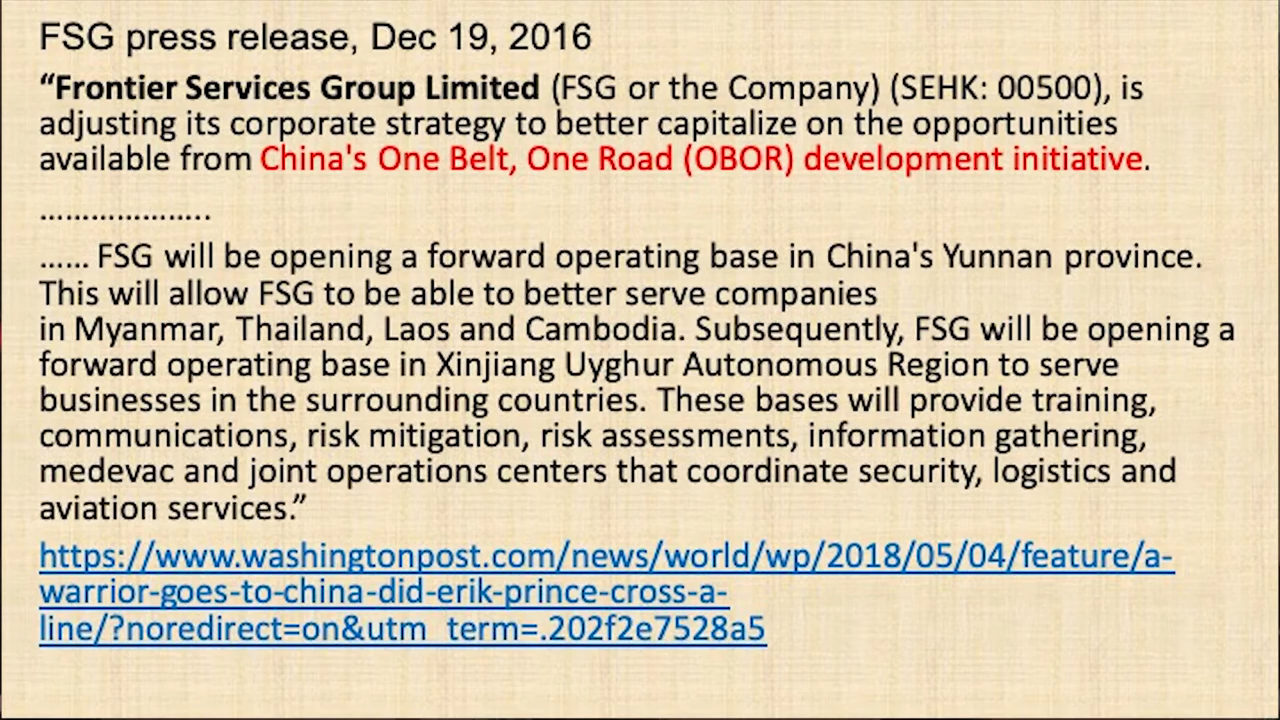 FSG press release, Dec 19, 2016
“Frontier Services Group Limited (FSG or the Company) (SEHK: 00500), is
adjusting its corporate strategy to better capitalize on the opportunities
available from China's One Belt, One Road (OBOR) development initiative.
………………..
…… FSG will be opening a forward operating base in China's Yunnan province.
This will allow FSG to be able to better serve companies
in Myanmar, Thailand, Laos and Cambodia. Subsequently, FSG will be opening a
forward operating base in Xinjiang Uyghur Autonomous Region to serve
businesses in the surrounding countries. These bases will provide training,
communications, risk mitigation, risk assessments, information gathering,
medevac and joint operations centers that coordinate security, logistics and
aviation services.”
https://www.washingtonpost.com/news/world/wp/2018/05/04/feature/a-
warrior-goes-to-china-did-erik-prince-cross-a-
line/?noredirect=on&utm_term=.202f2e7528a5